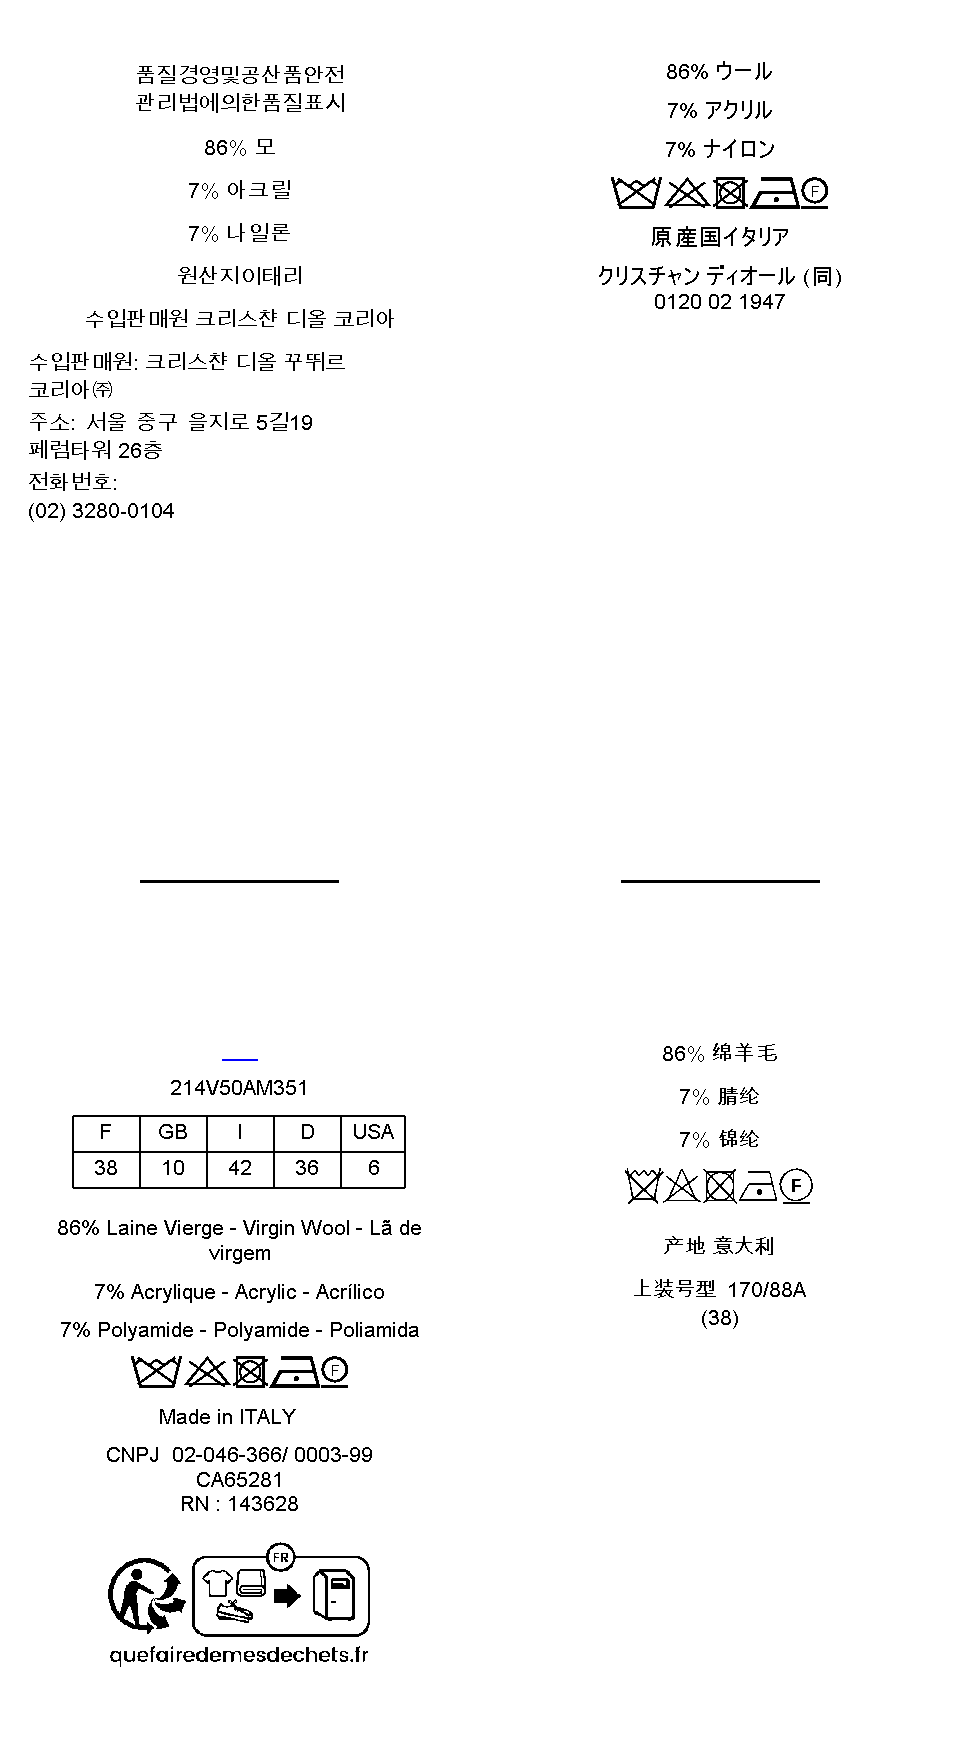 품질경영및공산품안전
관리법에의한품질표시
86% 모
7% 아크릴
7% 나일론
원산지이태리
수입판매원 크리스챤 디올 코리아
수입판매원: 크리스챤 디올 꾸뛰르
코리아㈜
주소: 서울 중구 을지로 5길19
페럼타워 26층
전화번호:
(02) 3280-0104
86% ウール
7% アクリル
7% ナイロン
F
原産国イタリア
クリスチャン ディオール (同)
0120 02 1947
214V50AM351
F GB I D USA
38 10 42 36 6
86% Laine Vierge - Virgin Wool - Lã de
virgem
7% Acrylique - Acrylic - Acrílico
7% Polyamide - Polyamide - Poliamida
F
Made in ITALY
CNPJ 02-046-366/ 0003-99
CA65281
RN : 143628
FR
quefairedemesdechets.fr
86% 绵羊毛
7% 腈纶
7% 锦纶
F
产地 意大利
上装号型 170/88A
(38)